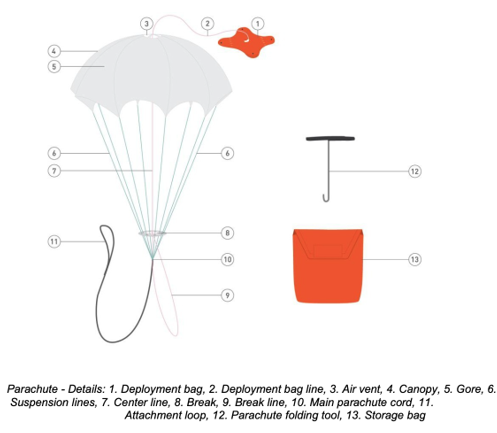 3 2 1
4
5
6 6
7 12
8
11
10 13
9
Parachute - Details: 1. Deployment bag, 2. Deployment bag line, 3. Air vent, 4. Canopy, 5. Gore, 6.
Suspension lines, 7. Center line, 8. Break, 9. Break line, 10. Main parachute cord, 11.
Attachment loop, 12. Parachute folding tool, 13. Storage bag